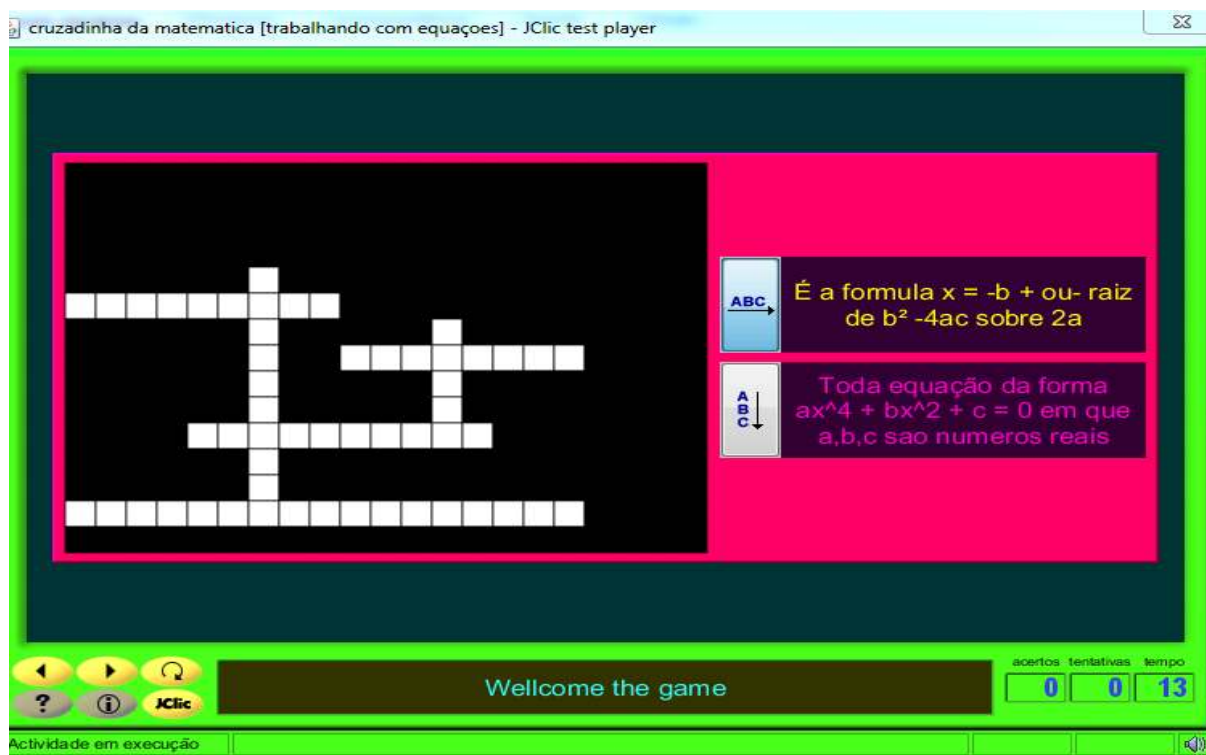 cruzadinha da matematica [trabalhando com equaçoes] - JClic test player
ABC
É a formula x = -b + ou- raiz
de b² -4ac sobre 2a
A
B
C
Toda equação da forma
ax^4 + bx^2 + c = 0 em que
a,b,c sao numeros reais
acertos tentativas tempo
? JClic
Wellcome the game
0 0 13
Actividade em execução